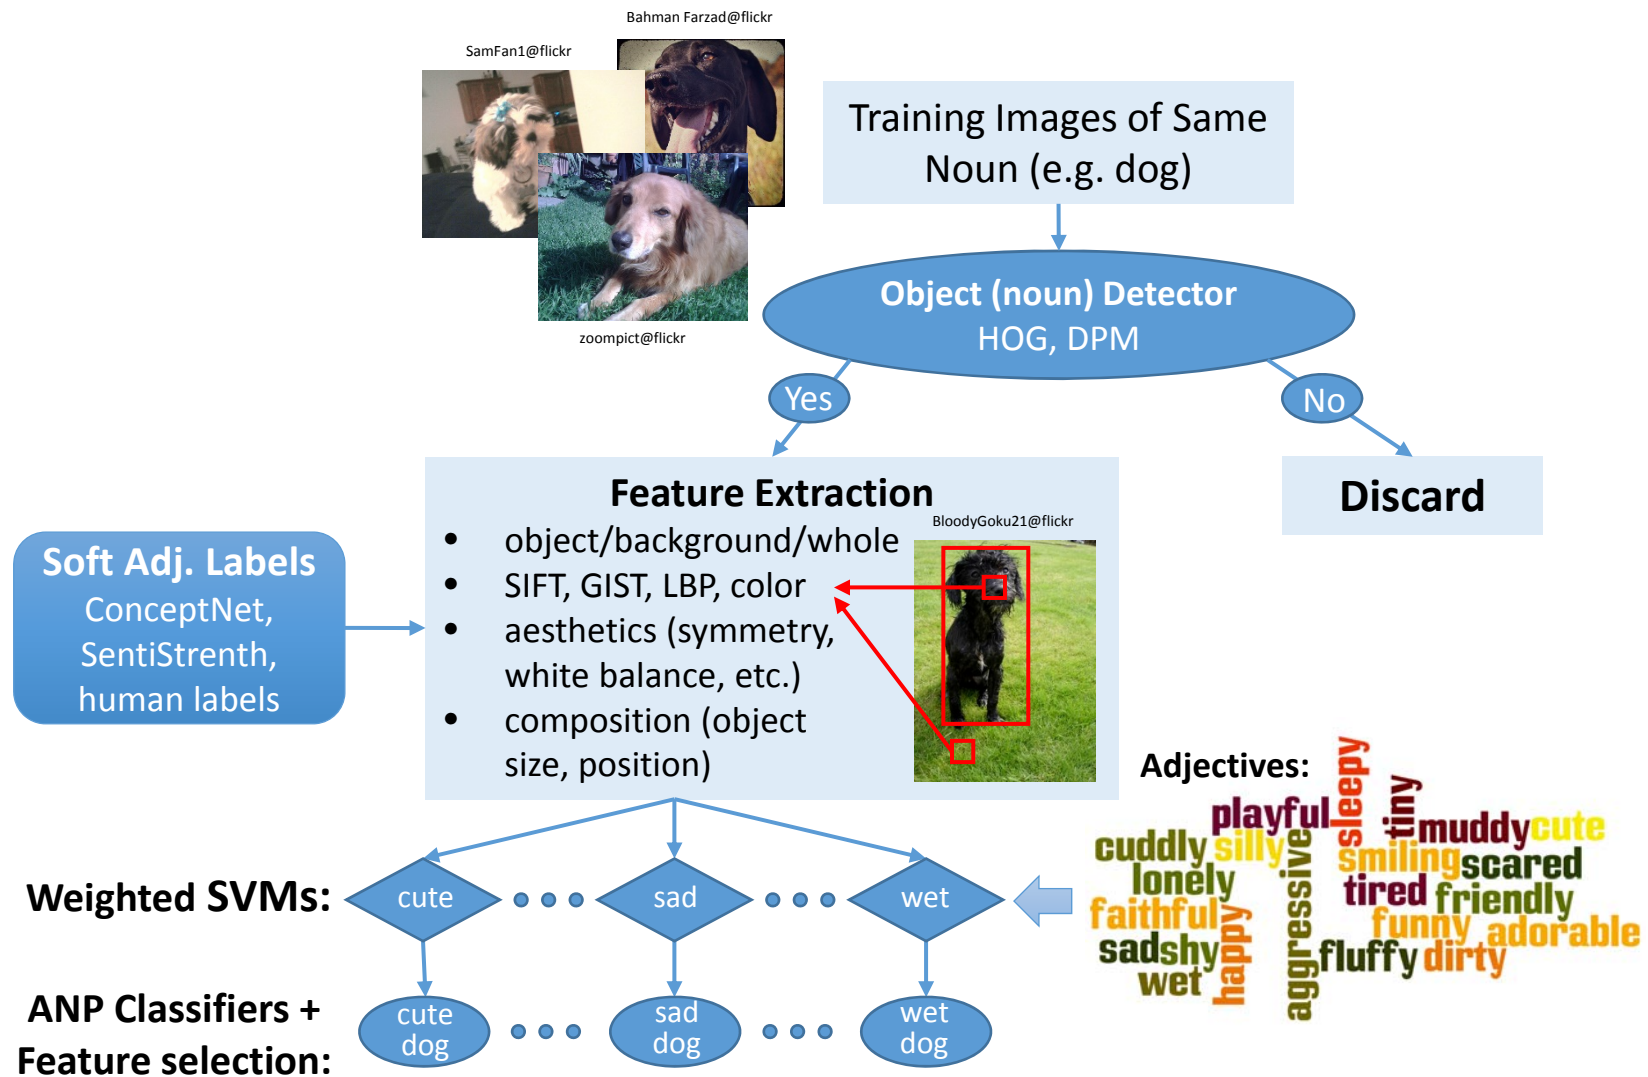 Bahman Farzad@flickr
SamFan1@flickr
zoompict@flickr
Training Images of Same
Noun (e.g. dog)
Object (noun) Detector
HOG, DPM
Yes
No
Discard
Feature Extraction
BloodyGoku21@flickr
• object/background/whole
• SIFT, GIST, LBP, color
• aesthetics (symmetry,
white balance, etc.)
• composition (object
size, position)
Soft Adj. Labels
ConceptNet,
SentiStrenth,
human labels
Adjectives:
sleepy
tiny
playful
muddy
cute
cuddly
silly
aggressive
smiling
scared
lonely
tired
friendly
faithful
happy
funny
adorable
sad
shy
fluffy
dirty
wet
Weighted SVMs:
cute
sad
wet
ANP Classifiers +
Feature selection:
cute
dog
sad
dog
wet
dog